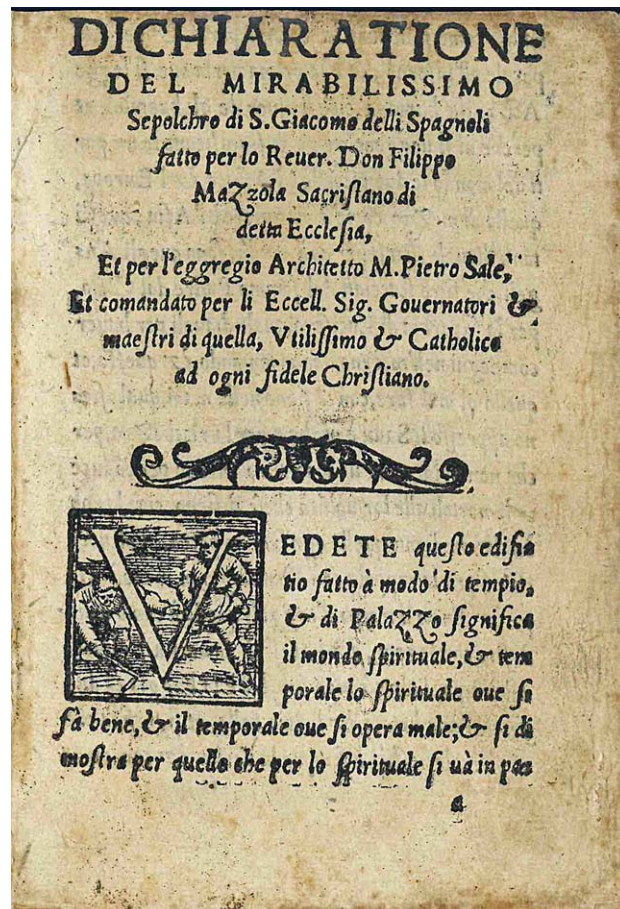 DICHIARATIONE
DEL MIRABILISSIMO
Sepolchro di S. Giacomo delli Spagnoli
fatto per lo Reuer. Don Filippo
Mazzola Sacristano di
detta Ecclesia,
Et per l'eggregio Architetto M. Pietro Sale,
Et comandato per li Eccell. Sig. Gouernatori &
maestri di quella, Vtilissimo & Catholico
ad ogni fidele Christiano.
VEDETE questo edifin
tio fatto à modo di tempio,
& di Palazzo significa
il mondo spirituale, & tem
porale lo spirituale oue si
fà bene, & il temporale oue si opera male; & si di
mostra per quello che per lo spirituale si uà in pae
a